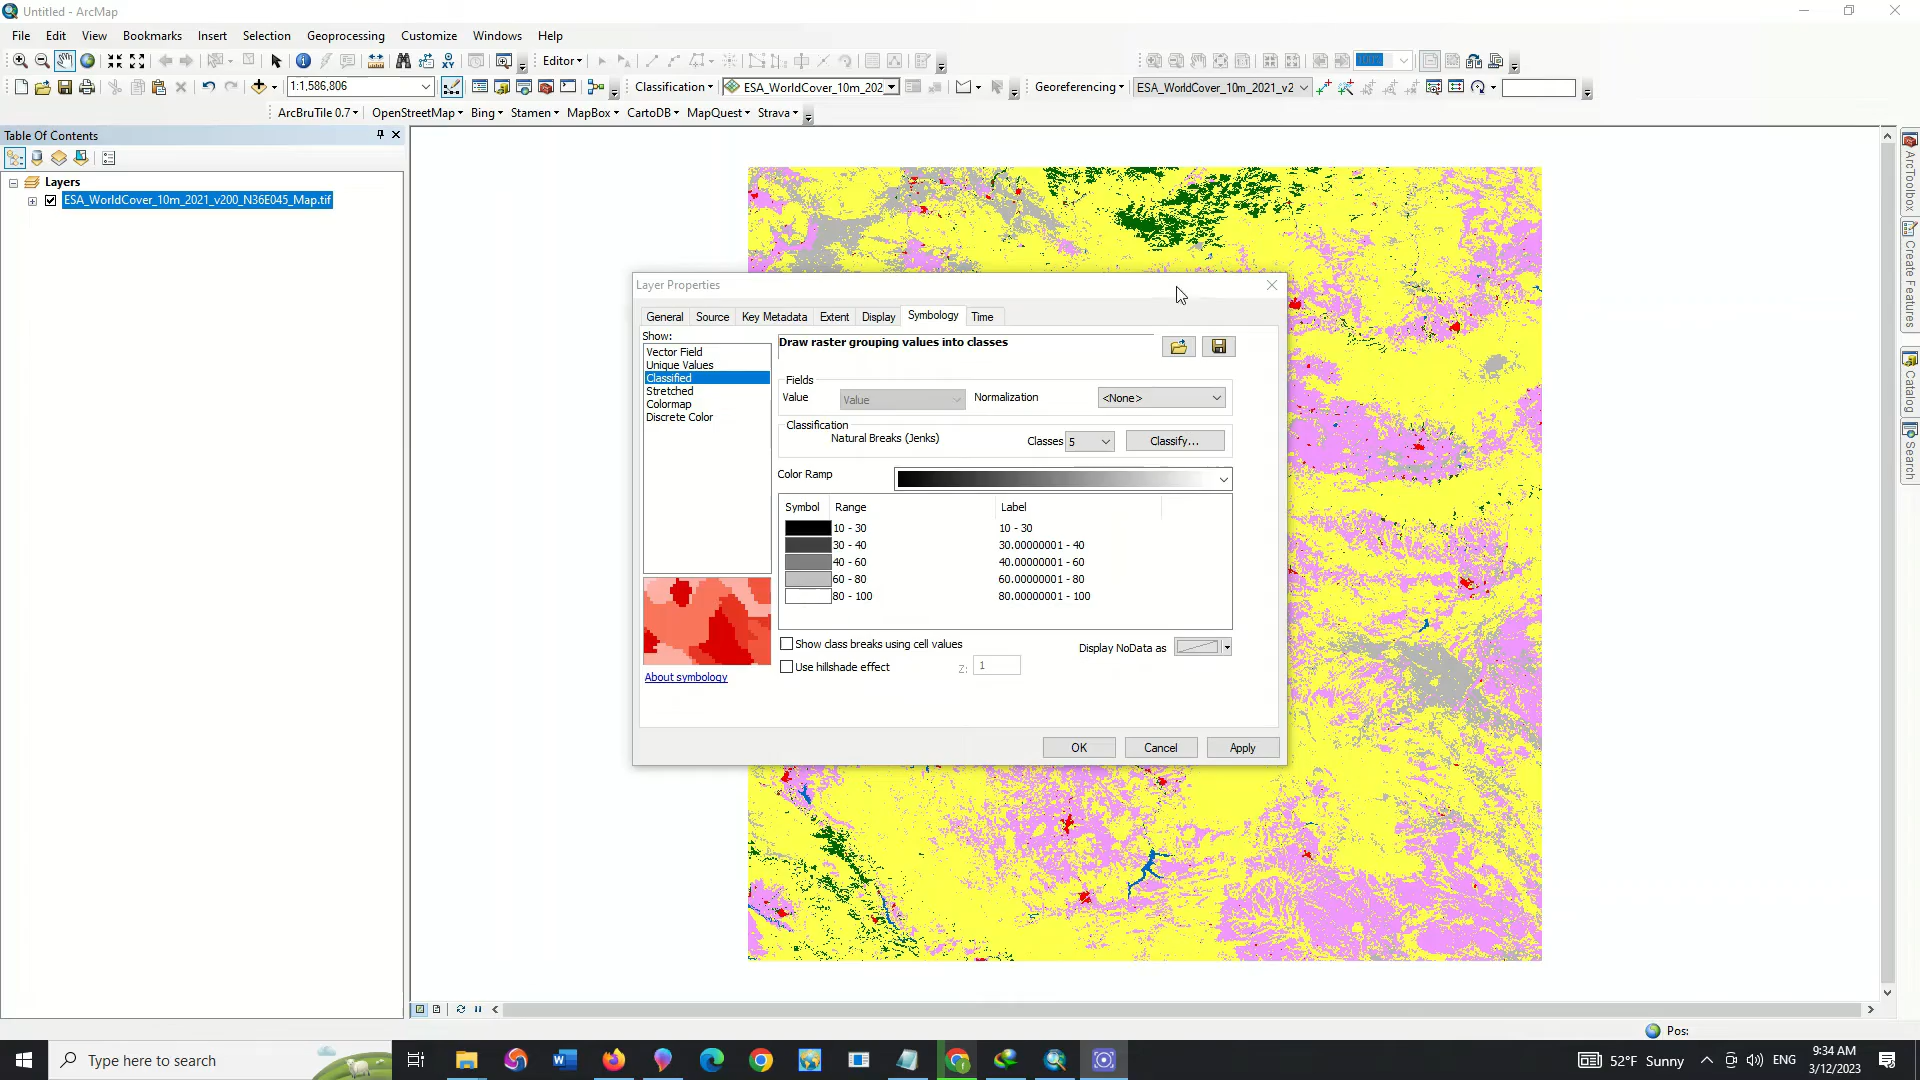 Untitled - ArcMap
File Edit View Bookmarks Insert Selection Geoprocessing Customize Windows Help
Editor
1:1,586,806 Classification ESA_WorldCover_10m_202 Georeferencing ESA_WorldCover_10m_2021_v2
ArcBruTile 0.7 OpenStreetMap Bing Stamen MapBox CartoDB MapQuest Strava
Table Of Contents
Layers
ESA_WorldCover_10m_2021_v200_N36E045_Map.tif
Layer Properties
General Source Key Metadata Extent Display Symbology Time
Show:
Vector Field
Unique Values
Classified
Stretched
Colormap
Discrete Color
About symbology
Draw raster grouping values into classes
Fields
Value Value Normalization <None>
Classification
Natural Breaks (Jenks) Classes 5 Classify...
Color Ramp
Symbol Range Label
10 - 30 10 - 30
30 - 40 30.00000001 - 40
40 - 60 40.00000001 - 60
60 - 80 60.00000001 - 80
80 - 100 80.00000001 - 100
Show class breaks using cell values Display NoData as
Use hillshade effect Z: 1
OK Cancel Apply
ArcToolbox
Create Features
Catalog
Search
Pos:
Type here to search
52°F Sunny ENG 9:34 AM
3/12/2023